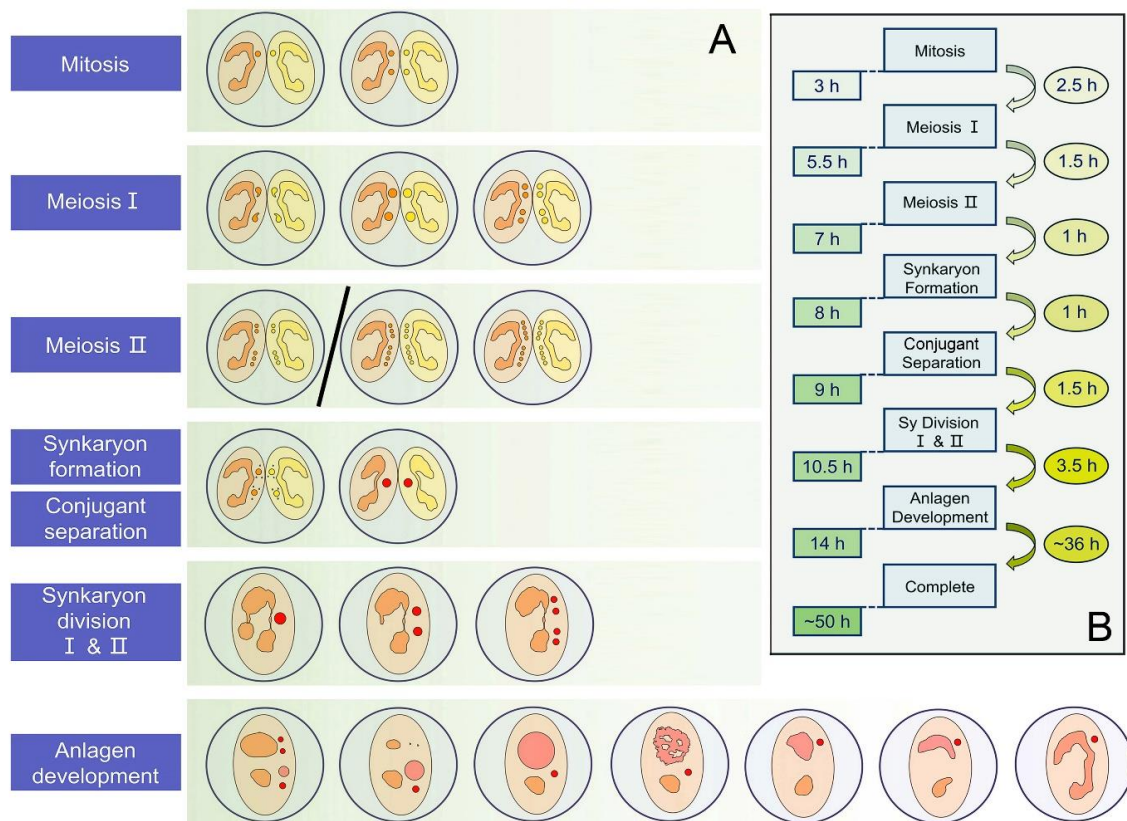 A
Mitosis
Meiosis I
Meiosis II
Synkaryon
formation
Conjugant
separation
Synkaryon
division
I & II
Anlagen
development
Mitosis
3 h
2.5 h
Meiosis I
5.5 h
1.5 h
Meiosis II
7 h
1 h
Synkaryon
Formation
8 h
1 h
Conjugant
Separation
9 h
1.5 h
Sy Division
I & II
10.5 h
3.5 h
Anlagen
Development
14 h
~36 h
Complete
~50 h
B